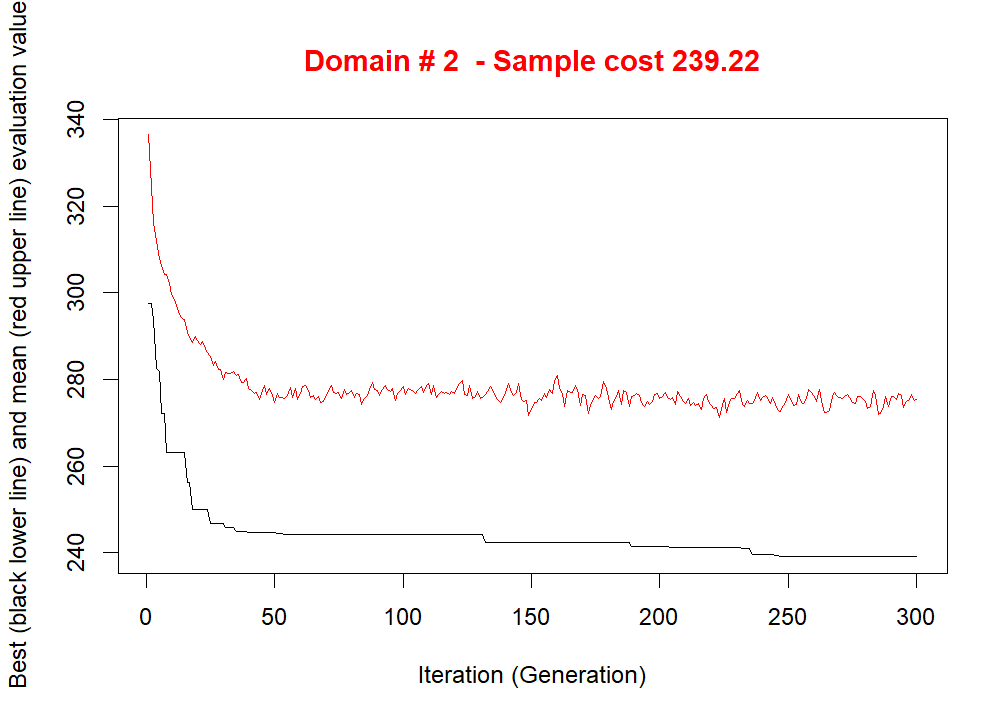 Domain # 2  - Sample cost 239.22
Best (black lower line) and mean (red upper line) evaluation value
340
320
300
280
260
240
0 50 100 150 200 250 300
Iteration (Generation)